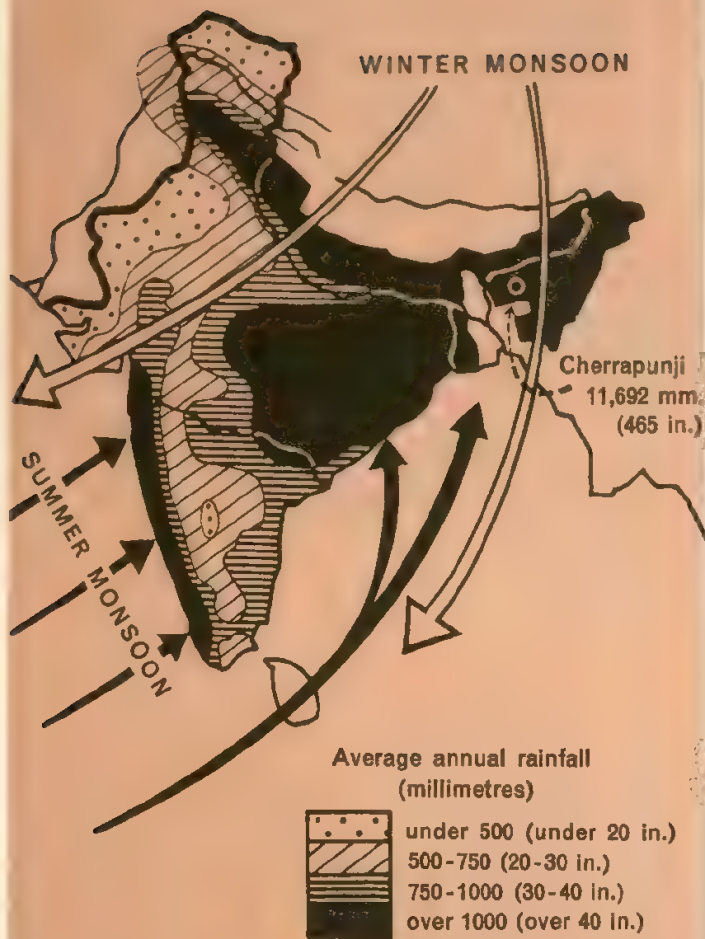 WINTER MONSOON
Cherrapunji
11,692 mm.
(465 in.)
SUMMER MONSOON
Average annual rainfall
(millimetres)
under 500 (under 20 in.)
500-750 (20-30 in.)
750-1000 (30-40 in.)
over 1000 (over 40 in.)